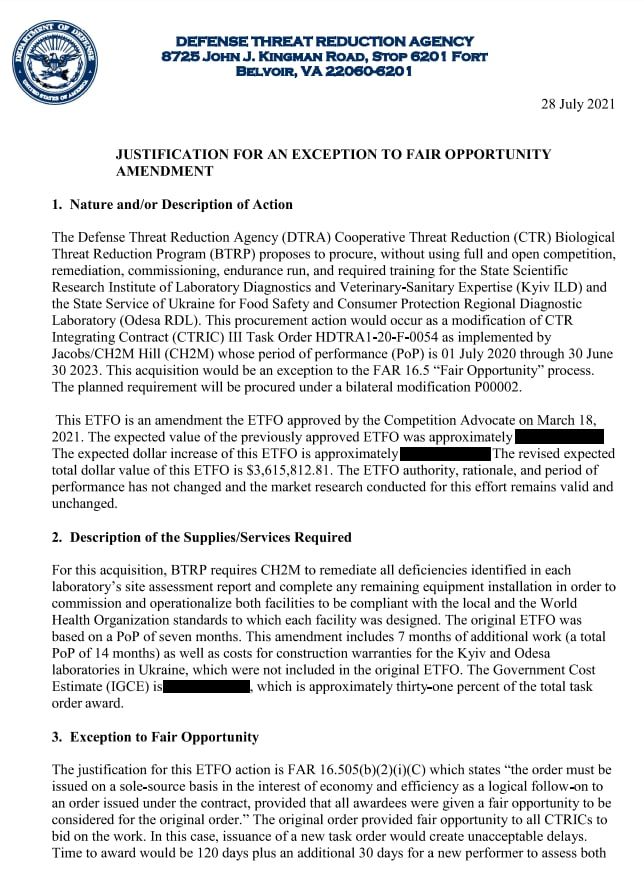 DEFENSE THREAT REDUCTION AGENCY
8725 JOHN J. KINGMAN ROAD, STOP 6201 FORT
BELVOIR, VA 22060-6201
DEPARTMENT OF DEFENSE
UNITED STATES OF AMERICA
28 July 2021
JUSTIFICATION FOR AN EXCEPTION TO FAIR OPPORTUNITY
AMENDMENT
1. Nature and/or Description of Action
The Defense Threat Reduction Agency (DTRA) Cooperative Threat Reduction (CTR) Biological
Threat Reduction Program (BTRP) proposes to procure, without using full and open competition,
remediation, commissioning, endurance run, and required training for the State Scientific
Research Institute of Laboratory Diagnostics and Veterinary-Sanitary Expertise (Kyiv ILD) and
the State Service of Ukraine for Food Safety and Consumer Protection Regional Diagnostic
Laboratory (Odesa RDL). This procurement action would occur as a modification of CTR
Integrating Contract (CTRIC) III Task Order HDTRA1-20-F-0054 as implemented by
Jacobs/CH2M Hill (CH2M) whose period of performance (PoP) is 01 July 2020 through 30 June
30 2023. This acquisition would be an exception to the FAR 16.5 “Fair Opportunity” process.
The planned requirement will be procured under a bilateral modification P00002.
This ETFO is an amendment the ETFO approved by the Competition Advocate on March 18,
2021. The expected value of the previously approved ETFO was approximately
The expected dollar increase of this ETFO is approximately The revised expected
total dollar value of this ETFO is $3,615,812.81. The ETFO authority, rationale, and period of
performance has not changed and the market research conducted for this effort remains valid and
unchanged.
2. Description of the Supplies/Services Required
For this acquisition, BTRP requires CH2M to remediate all deficiencies identified in each
laboratory’s site assessment report and complete any remaining equipment installation in order to
commission and operationalize both facilities to be compliant with the local and the World
Health Organization standards to which each facility was designed. The original ETFO was
based on a PoP of seven months. This amendment includes 7 months of additional work (a total
PoP of 14 months) as well as costs for construction warranties for the Kyiv and Odesa
laboratories in Ukraine, which were not included in the original ETFO. The Government Cost
Estimate (IGCE) is , which is approximately thirty-one percent of the total task
order award.
3. Exception to Fair Opportunity
The justification for this ETFO action is FAR 16.505(b)(2)(i)(C) which states “the order must be
issued on a sole-source basis in the interest of economy and efficiency as a logical follow-on to
an order issued under the contract, provided that all awardees were given a fair opportunity to be
considered for the original order.” The original order provided fair opportunity to all CTRICs to
bid on the work. In this case, issuance of a new task order would create unacceptable delays.
Time to award would be 120 days plus an additional 30 days for a new performer to assess both